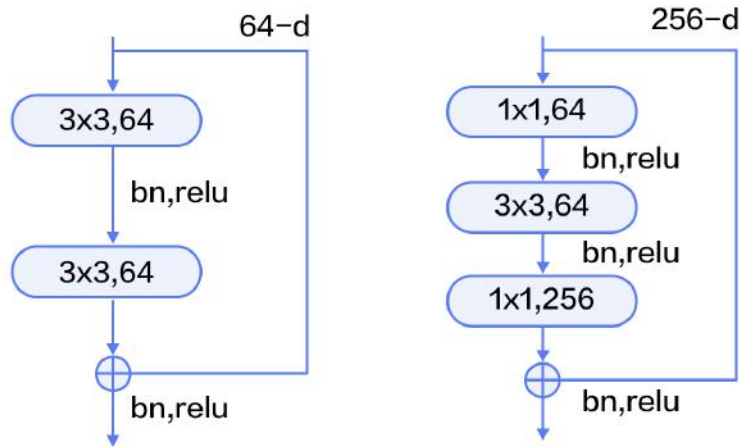 64-d
3x3,64
bn,relu
3x3,64
bn,relu
256-d
1x1,64
bn,relu
3x3,64
bn,relu
1x1,256
bn,relu